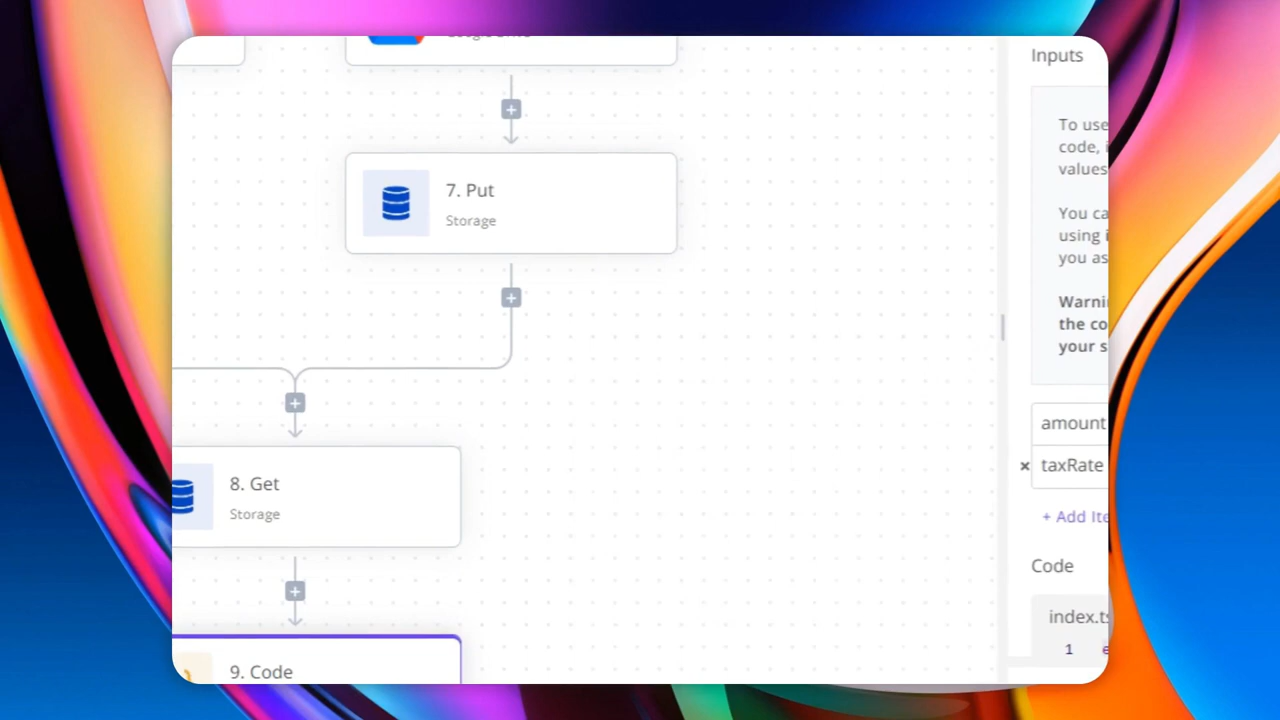 7. Put
Storage
8. Get
Storage
9. Code
Inputs
To use
code, i
values
You ca
using i
you as
Warni
the co
your s
amount
× taxRate
+ Add Ite
Code
index.ts
1